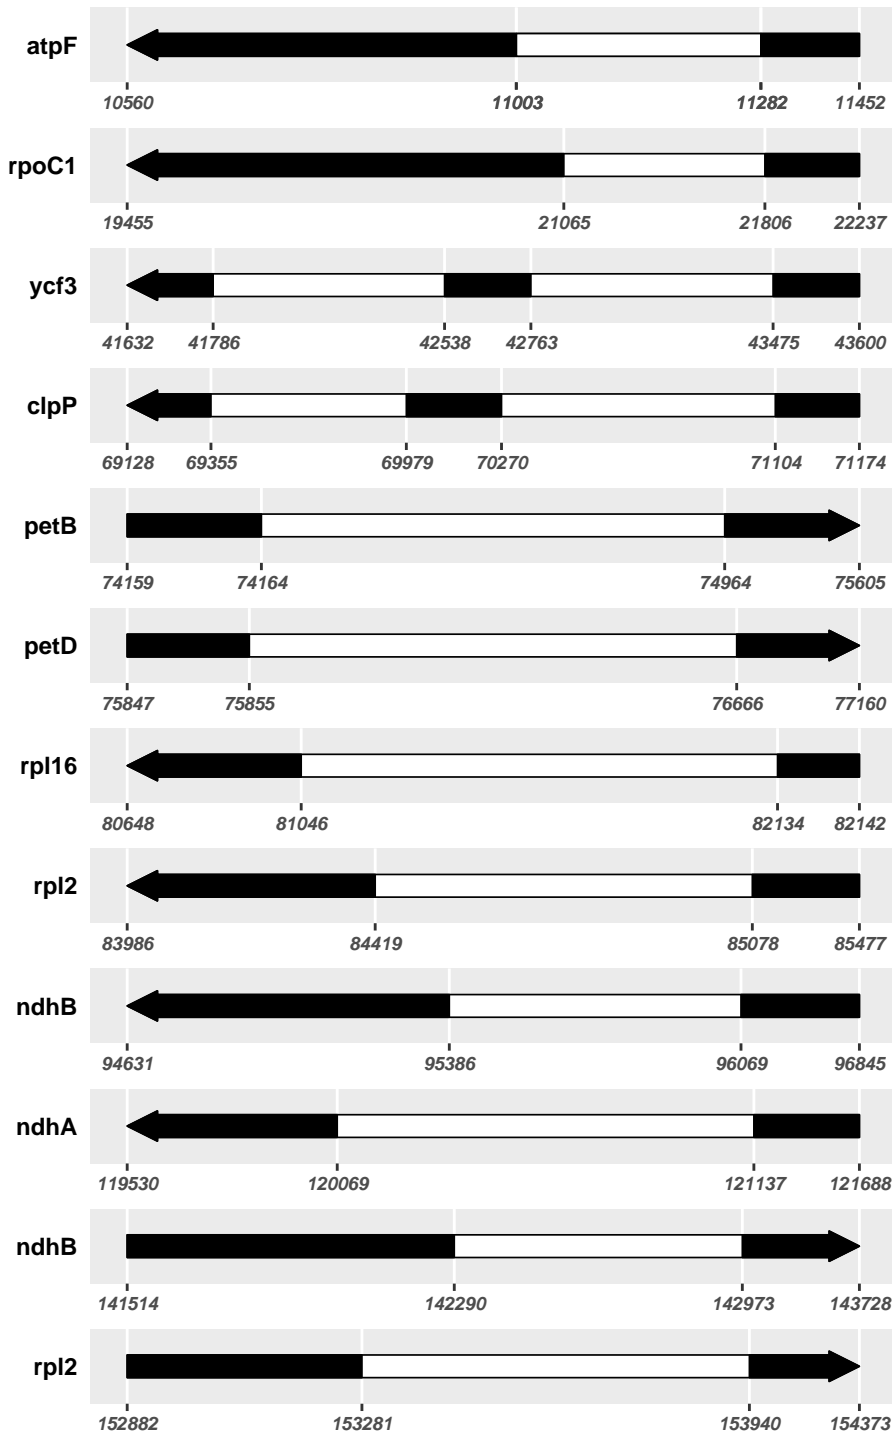 atpF
10560 11003 11282 11452
rpoC1
19455 21065 21806 22237
ycf3
41632 41786 42538 42763 43475 43600
clpP
69128 69355 69979 70270 71104 71174
petB
74159 74164 74964 75605
petD
75847 75855 76666 77160
rpl16
80648 81046 82134 82142
rpl2
83986 84419 85078 85477
ndhB
94631 95386 96069 96845
ndhA
119530 120069 121137 121688
ndhB
141514 142290 142973 143728
rpl2
152882 153281 153940 154373